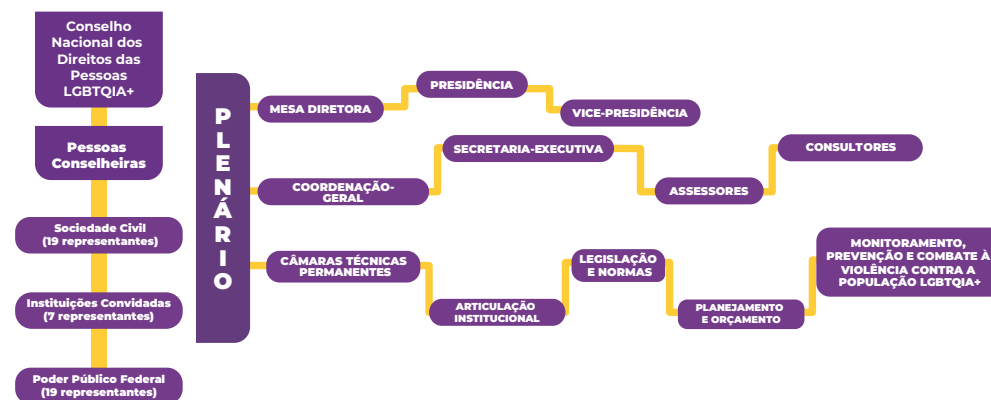 Conselho
Nacional dos
Direitos das
Pessoas
LGBTQIA+
Pessoas
Conselheiras
Sociedade Civil
(19 representantes)
Instituições Convidadas
(7 representantes)
Poder Público Federal
(19 representantes)
PLENÁRIO
MESA DIRETORA
PRESIDÊNCIA
VICE-PRESIDÊNCIA
COORDENAÇÃO-
GERAL
SECRETARIA-EXECUTIVA
ASSESSORES
CONSULTORES
CÂMARAS TÉCNICAS
PERMANENTES
ARTICULAÇÃO
INSTITUCIONAL
LEGISLAÇÃO
E NORMAS
PLANEJAMENTO
E ORÇAMENTO
MONITORAMENTO,
PREVENÇÃO E COMBATE À
VIOLÊNCIA CONTRA A
POPULAÇÃO LGBTQIA+